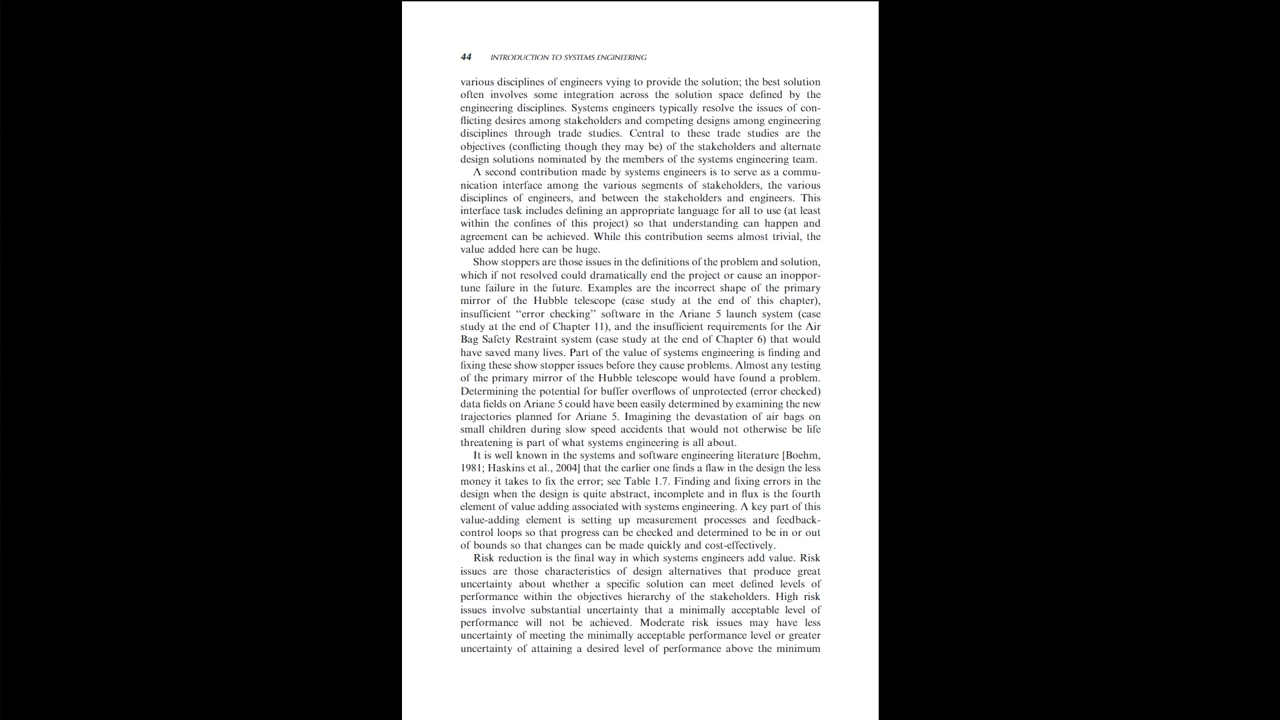 44 INTRODUCTION TO SYSTEMS ENGINEERING
various disciplines of engineers vying to provide the solution; the best solution
often involves some integration across the solution space defined by the
engineering disciplines. Systems engineers typically resolve the issues of con-
flicting desires among stakeholders and competing designs among engineering
disciplines through trade studies. Central to these trade studies are the
objectives (conflicting though they may be) of the stakeholders and alternate
design solutions nominated by the members of the systems engineering team.
A second contribution made by systems engineers is to serve as a commu-
nication interface among the various segments of stakeholders, the various
disciplines of engineers, and between the stakeholders and engineers. This
interface task includes defining an appropriate language for all to use (at least
within the confines of this project) so that understanding can happen and
agreement can be achieved. While this contribution seems almost trivial, the
value added here can be huge.
Show stoppers are those issues in the definitions of the problem and solution,
which if not resolved could dramatically end the project or cause an inoppor-
tune failure in the future. Examples are the incorrect shape of the primary
mirror of the Hubble telescope (case study at the end of this chapter),
insufficient “error checking” software in the Ariane 5 launch system (case
study at the end of Chapter 11), and the insufficient requirements for the Air
Bag Safety Restraint system (case study at the end of Chapter 6) that would
have saved many lives. Part of the value of systems engineering is finding and
fixing these show stopper issues before they cause problems. Almost any testing
of the primary mirror of the Hubble telescope would have found a problem.
Determining the potential for buffer overflows of unprotected (error checked)
data fields on Ariane 5 could have been easily determined by examining the new
trajectories planned for Ariane 5. Imagining the devastation of air bags on
small children during slow speed accidents that would not otherwise be life
threatening is part of what systems engineering is all about.
It is well known in the systems and software engineering literature [Boehm,
1981; Haskins et al., 2004] that the earlier one finds a flaw in the design the less
money it takes to fix the error; see Table 1.7. Finding and fixing errors in the
design when the design is quite abstract, incomplete and in flux is the fourth
element of value adding associated with systems engineering. A key part of this
value-adding element is setting up measurement processes and feedback-
control loops so that progress can be checked and determined to be in or out
of bounds so that changes can be made quickly and cost-effectively.
Risk reduction is the final way in which systems engineers add value. Risk
issues are those characteristics of design alternatives that produce great
uncertainty about whether a specific solution can meet defined levels of
performance within the objectives hierarchy of the stakeholders. High risk
issues involve substantial uncertainty that a minimally acceptable level of
performance will not be achieved. Moderate risk issues may have less
uncertainty of meeting the minimally acceptable performance level or greater
uncertainty of attaining a desired level of performance above the minimum